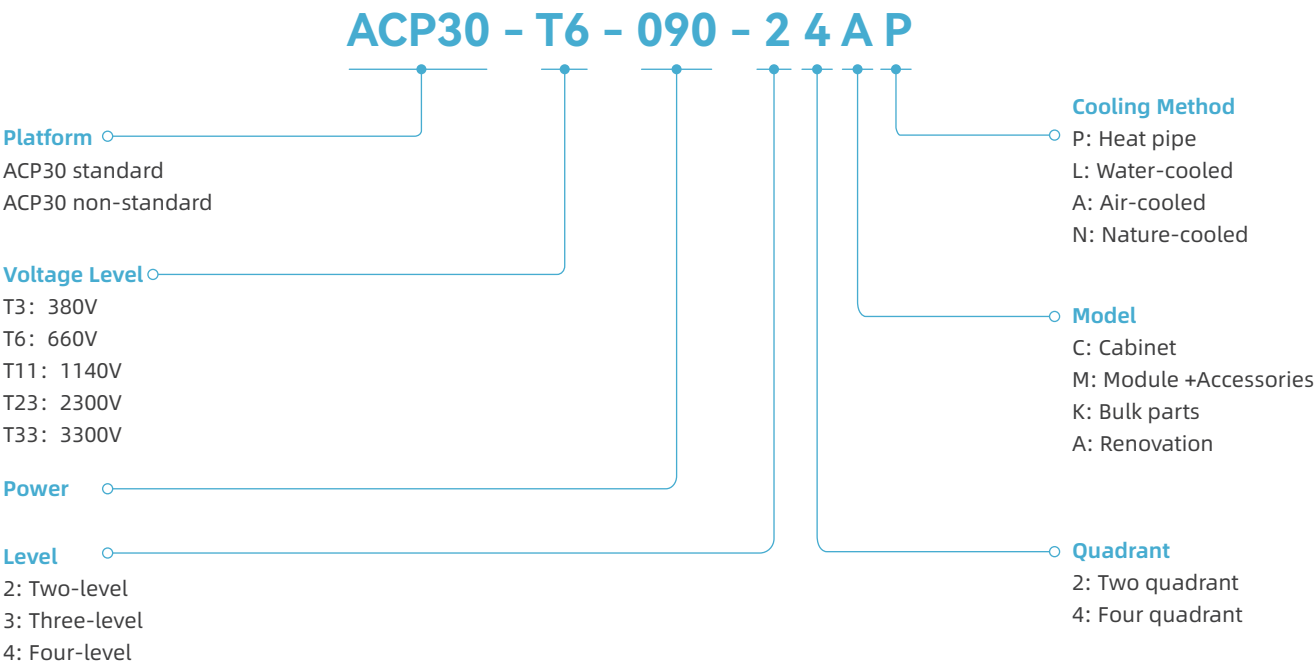 ACP30 - T6 - 090 - 2 4 A P
Platform
ACP30 standard
ACP30 non-standard
Voltage Level
T3： 380V
T6： 660V
T11： 1140V
T23： 2300V
T33： 3300V
Power
Level
2: Two-level
3: Three-level
4: Four-level
Cooling Method
P: Heat pipe
L: Water-cooled
A: Air-cooled
N: Nature-cooled
Model
C: Cabinet
M: Module +Accessories
K: Bulk parts
A: Renovation
Quadrant
2: Two quadrant
4: Four quadrant